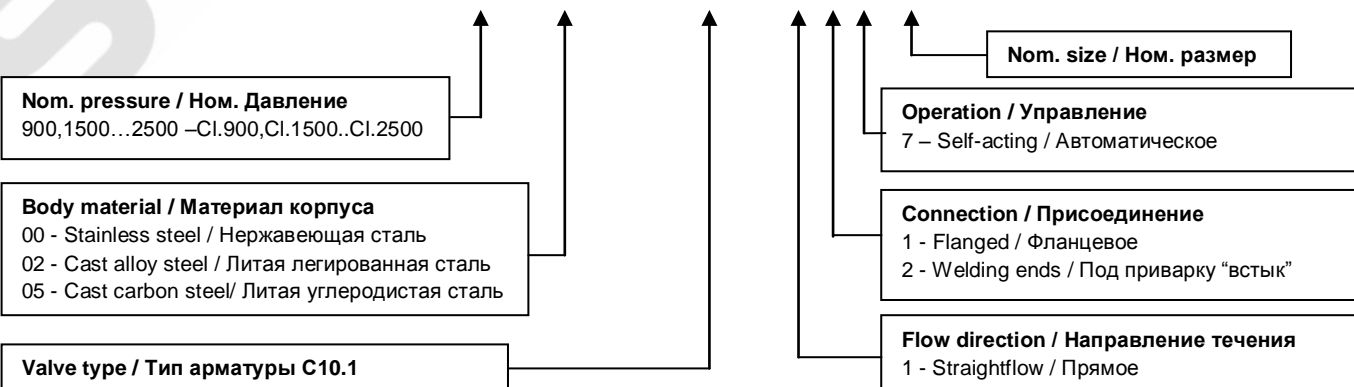 Nom. size / Ном. размер
Nom. pressure / Ном. Давление
900,1500…2500 –Cl.900,Cl.1500..Cl.2500
Operation / Управление
7 – Self-acting / Автоматическое
Body material / Материал корпуса
00 - Stainless steel / Нержавеющая сталь
02 - Cast alloy steel / Литая легированная сталь
05 - Cast carbon steel/ Литая углеродистая сталь
Connection / Присоединение
1 - Flanged / Фланцевое
2 - Welding ends / Под приварку “встык”
Valve type / Тип арматуры C10.1
Flow direction / Направление течения
1 - Straightflow / Прямое